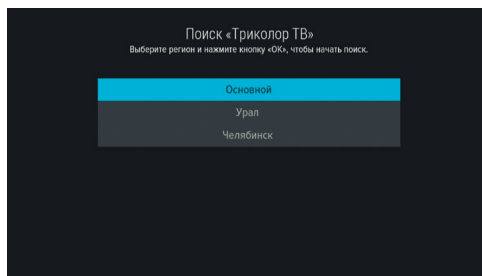 Поиск «Триколор ТВ»
Выберите регион и нажмите кнопку «ОК», чтобы начать поиск.
Основной
Урал
Челябинск